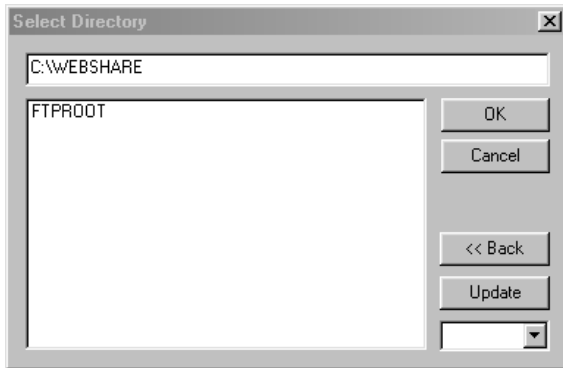 Select Directory
C:\WEBSHARE
FTPROOT
OK
Cancel
<< Back
Update